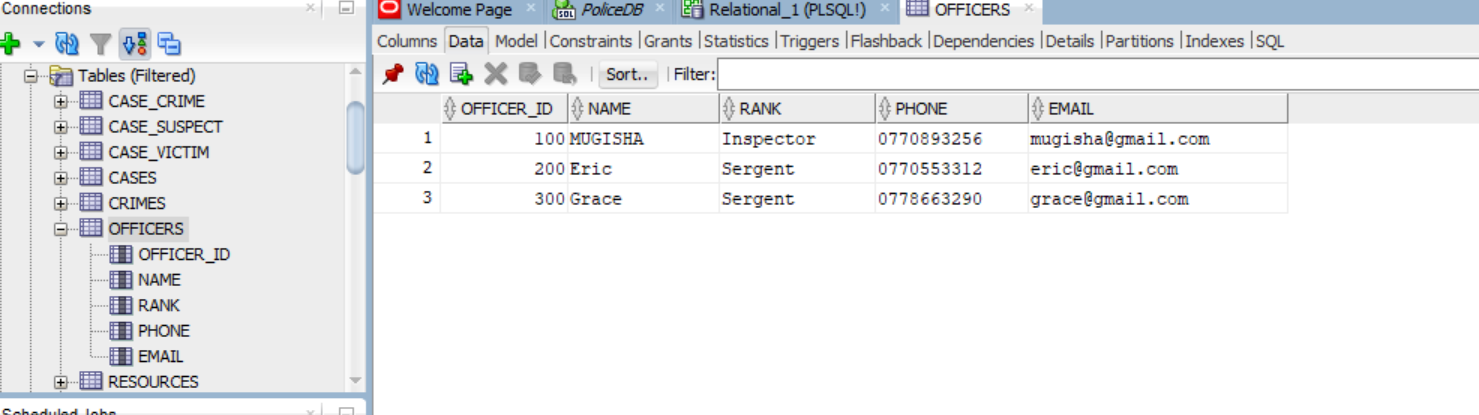 Connections
Welcome Page
PoliceDB
Relational_1 (PLSQL!)
OFFICERS
Columns Data Model Constraints Grants Statistics Triggers Flashback Dependencies Details Partitions Indexes SQL
Sort.. Filter:
Tables (Filtered)
CASE_CRIME
CASE_SUSPECT
CASE_VICTIM
CASES
CRIMES
OFFICERS
OFFICER_ID
NAME
RANK
PHONE
EMAIL
RESOURCES
Scheduled Jobs
OFFICER_ID NAME RANK PHONE EMAIL
1 100 MUGISHA Inspector 0770893256 mugisha@gmail.com
2 200 Eric Sergent 0770553312 eric@gmail.com
3 300 Grace Sergent 0778663290 grace@gmail.com